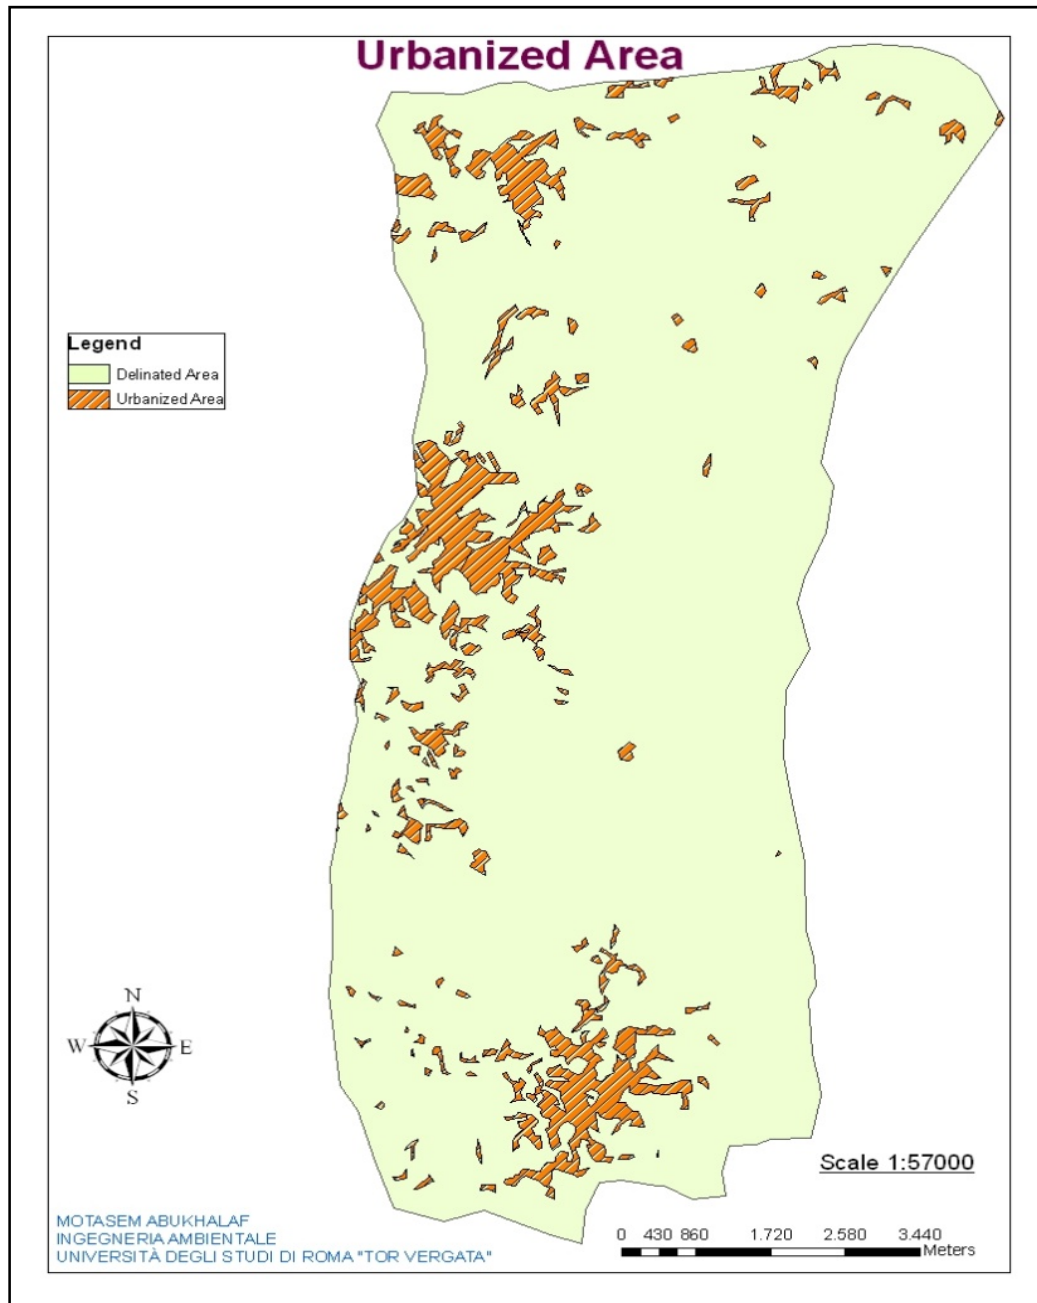 Urbanized Area
Legend
Delinated Area
Urbanized Area
N
W E
S
Scale 1:57000
MOTASEM ABUKHALAF
INGEGNERIA AMBIENTALE
UNIVERSITÀ DEGLI STUDI DI ROMA "TOR VERGATA"
0 430 860 1.720 2.580 3.440
Meters